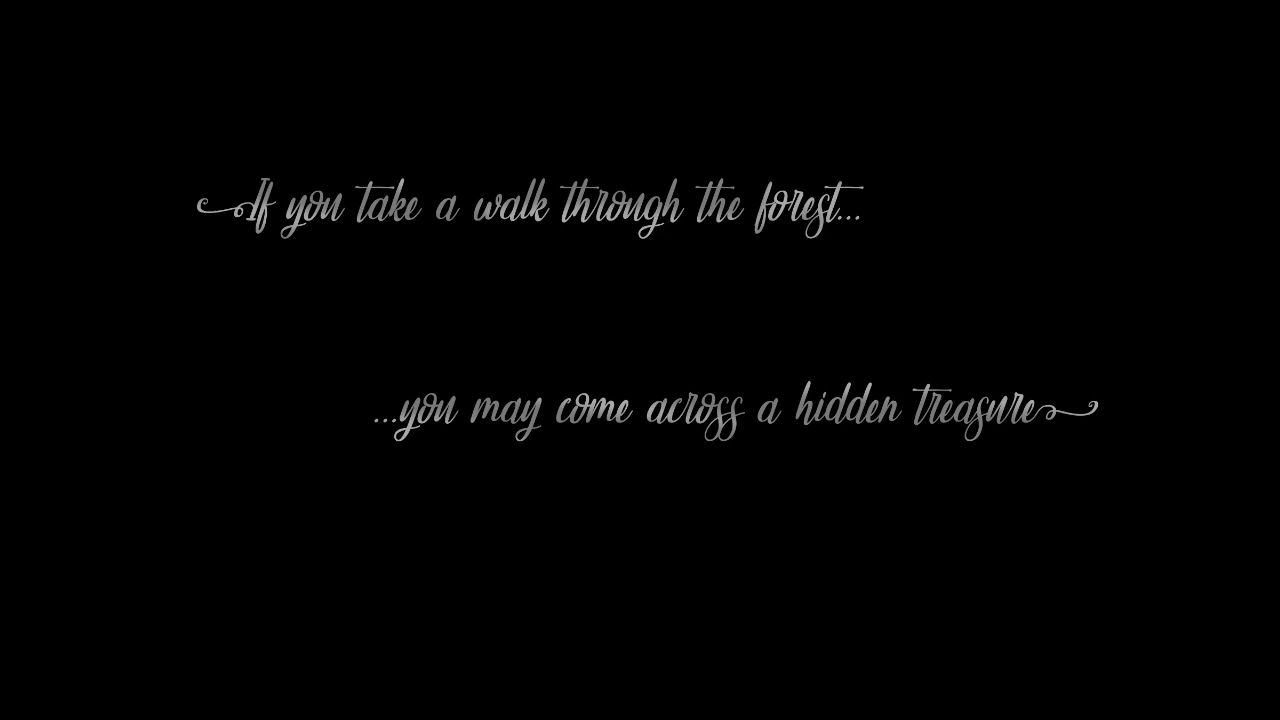 If you take a walk through the forest...
...you may come across a hidden treasure